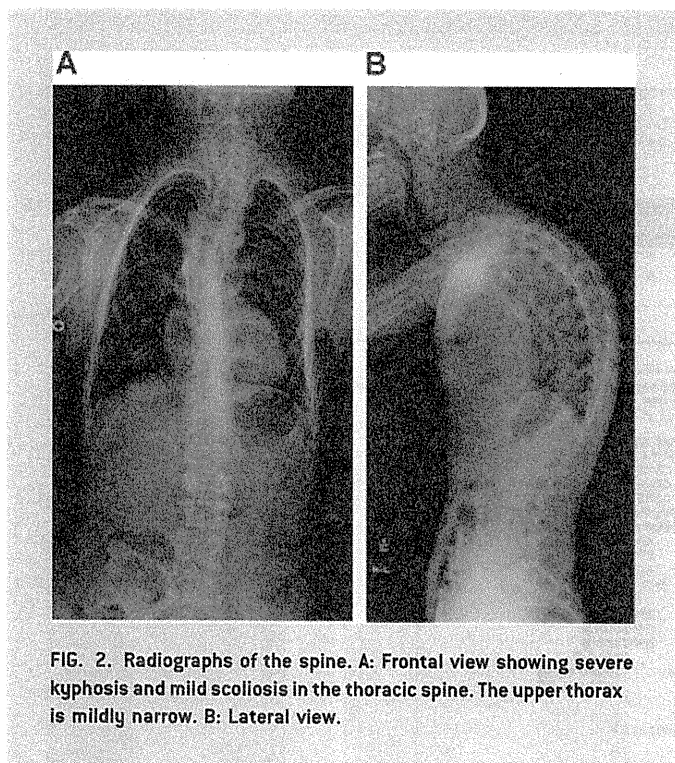 A
B
FIG. 2. Radiographs of the spine. A: Frontal view showing severe
kyphosis and mild scoliosis in the thoracic spine. The upper thorax
is mildly narrow. B: Lateral view.